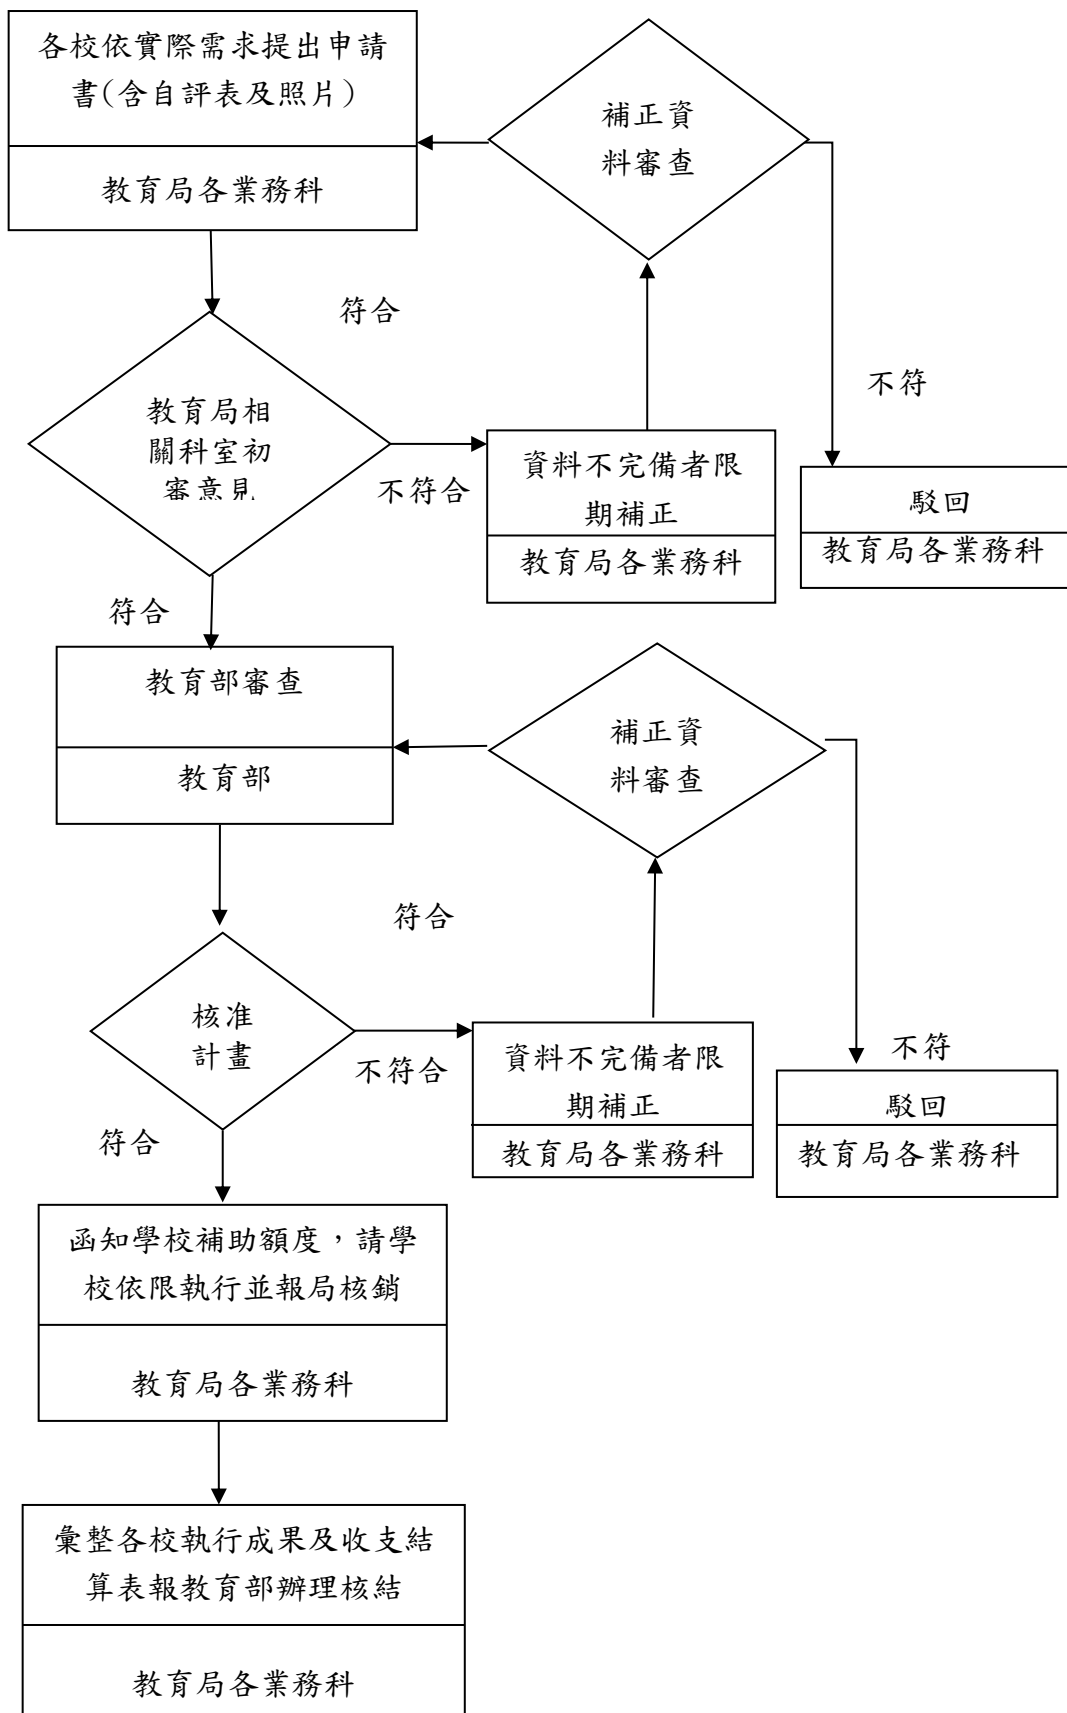 各校依實際需求提出申請
書(含自評表及照片)
教育局各業務科
補正資
料審查
符合
不符
教育局相
關科室初
審意見
不符合
資料不完備者限
期補正
教育局各業務科
駁回
教育局各業務科
符合
教育部審查
教育部
補正資
料審查
符合
核准
計畫
不符合
資料不完備者限
期補正
教育局各業務科
不符
駁回
教育局各業務科
符合
函知學校補助額度，請學
校依限執行並報局核銷
教育局各業務科
彙整各校執行成果及收支結
算表報教育部辦理核結
教育局各業務科